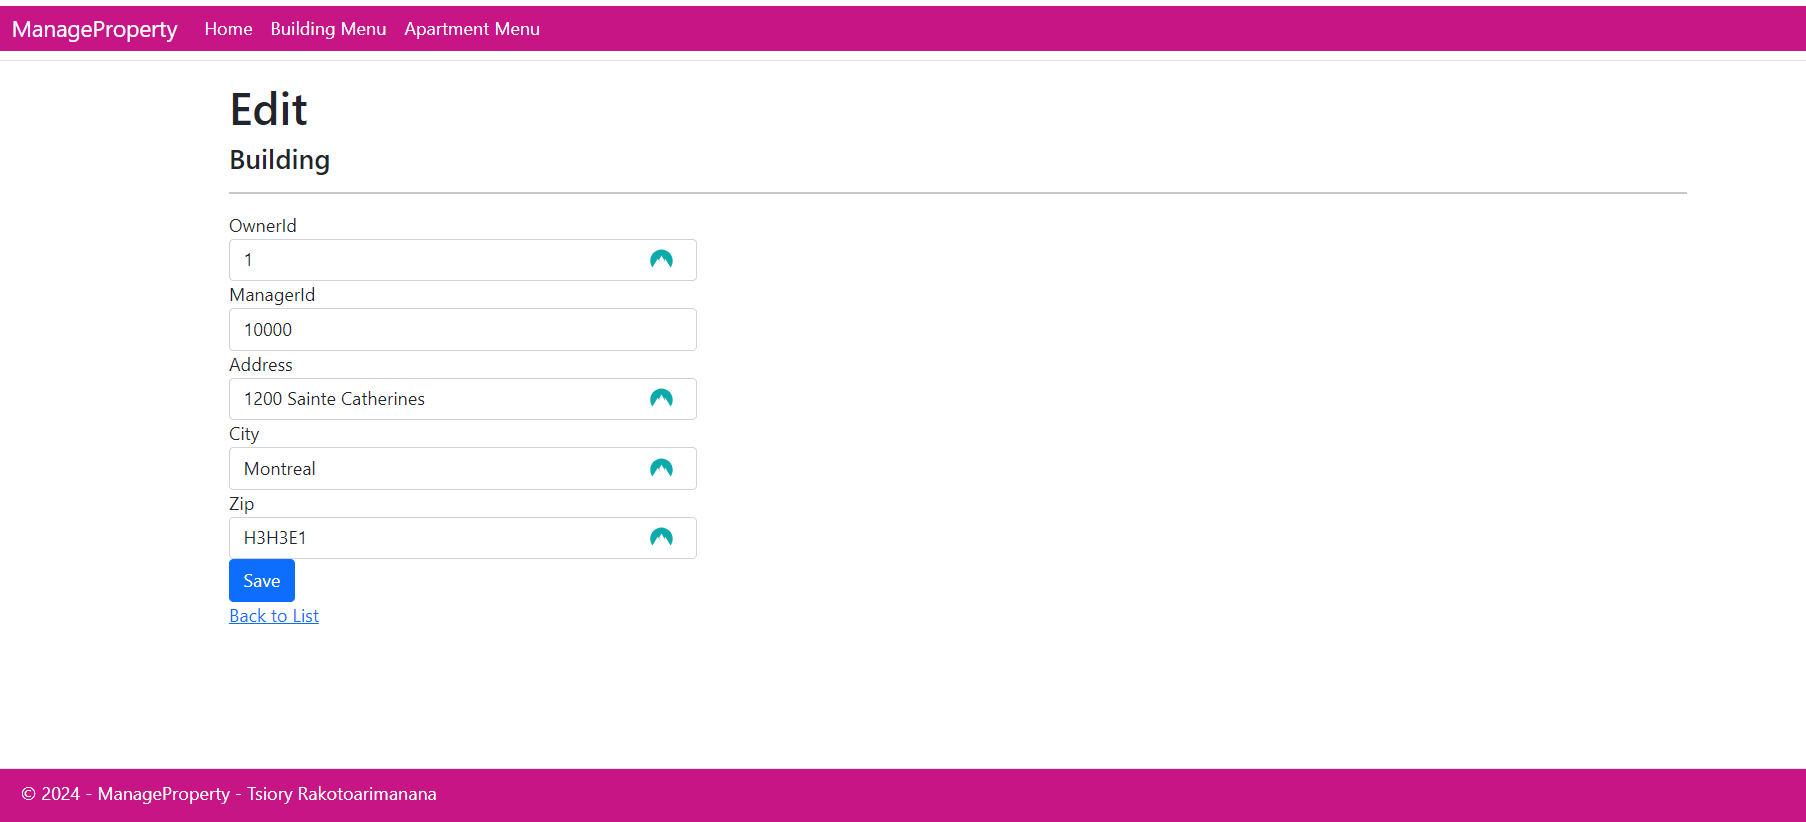 ManageProperty Home Building Menu Apartment Menu
Edit
Building
OwnerId
1
ManagerId
10000
Address
1200 Sainte Catherines
City
Montreal
Zip
H3H3E1
Save
Back to List
© 2024 - ManageProperty - Tsiory Rakotoarimanana